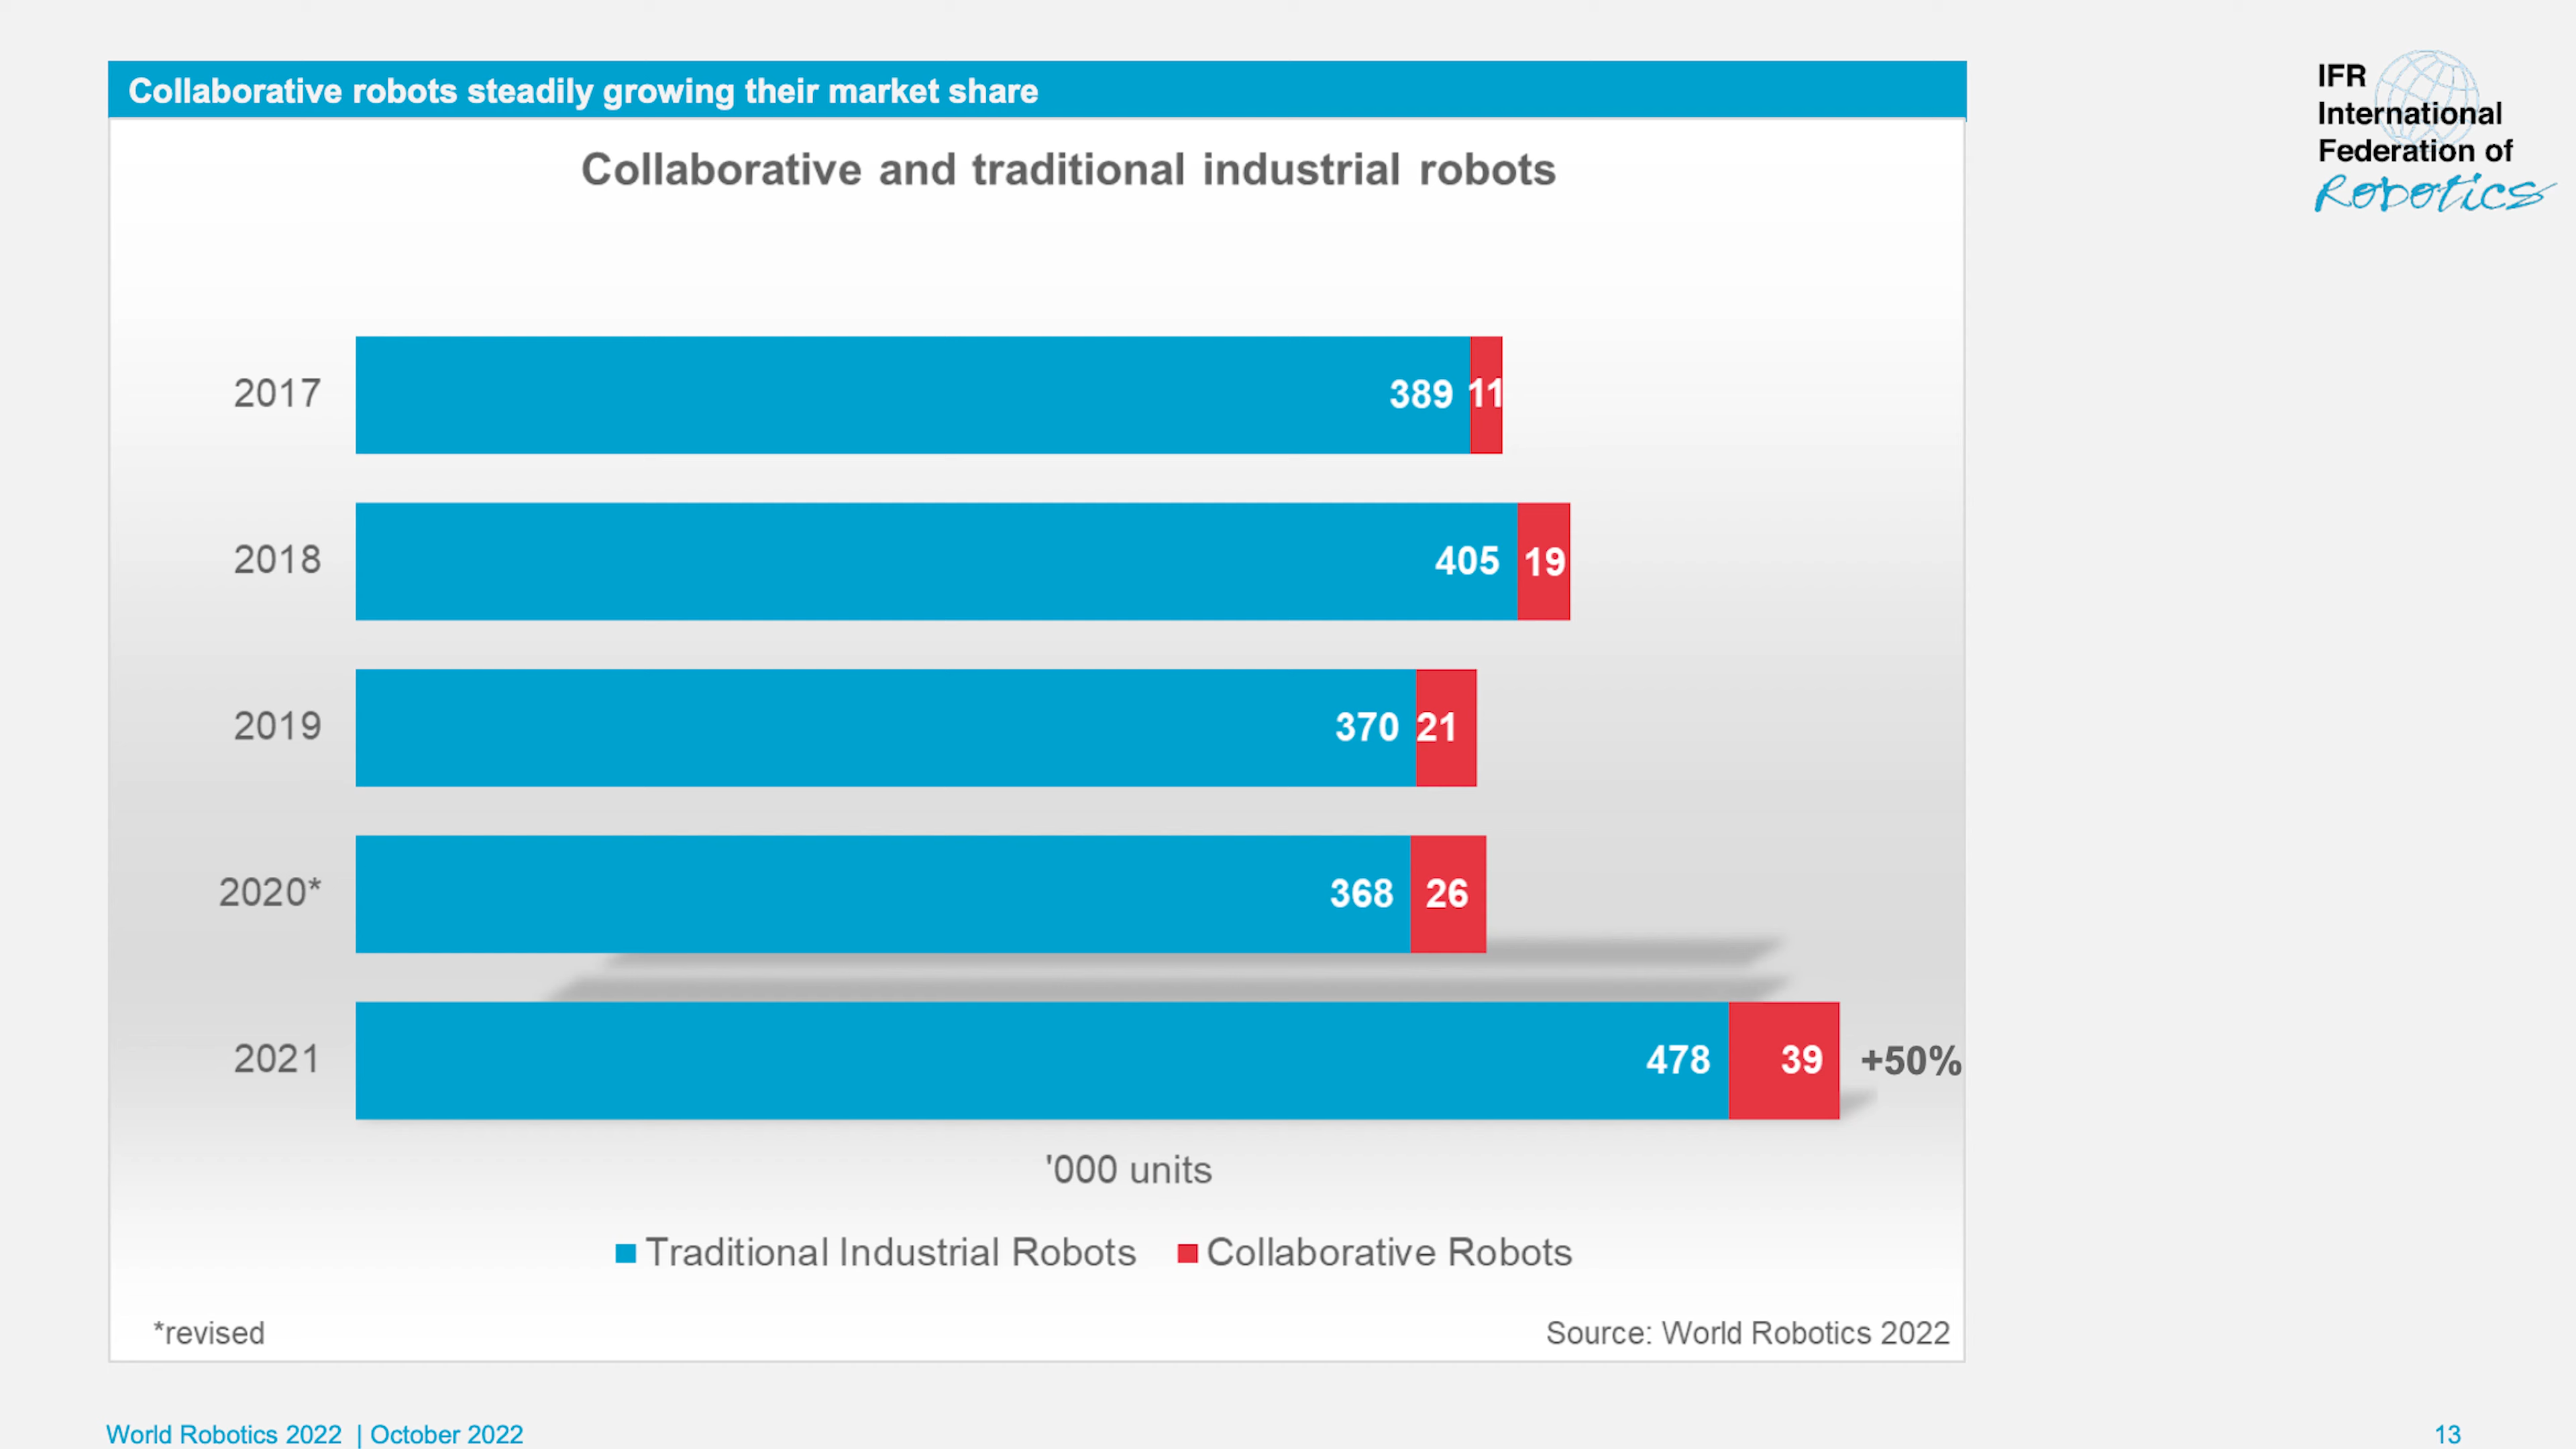 Collaborative robots steadily growing their market share
IFR
International
Federation of
Robotics
Collaborative and traditional industrial robots
2017 389 11
2018 405 19
2019 370 21
2020* 368 26
2021 478 39 +50%
'000 units
Traditional Industrial Robots Collaborative Robots
*revised Source: World Robotics 2022
World Robotics 2022 | October 2022 13